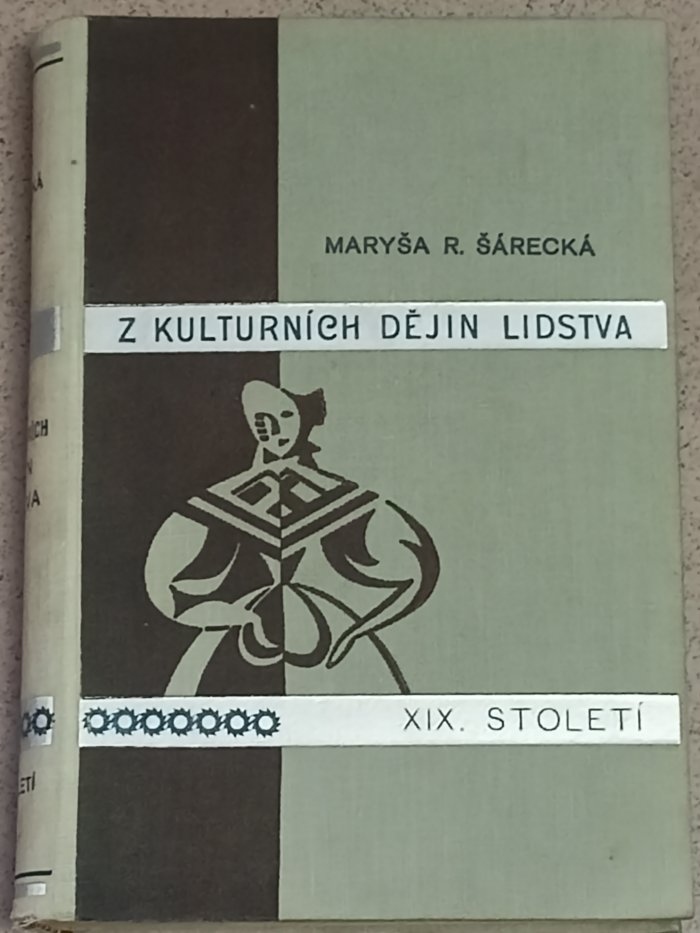 MARYŠA R. ŠÁRECKÁ
Z KULTURNÍCH DĚJIN LIDSTVA
XIX. STOLETÍ